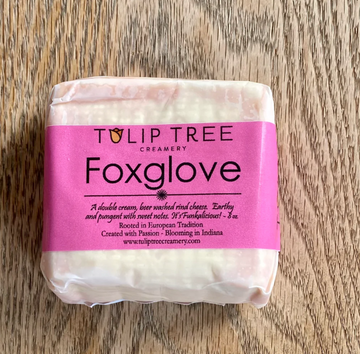 TULIP TREE
CREAMERY
Foxglove
A double cream, beer washed rind cheese. Earthy
and pungent with sweet notes. It's Funkalicious! ~ 8 oz.
Rooted in European Tradition
Created with Passion - Blooming in Indiana
www.tuliptreecreamery.com